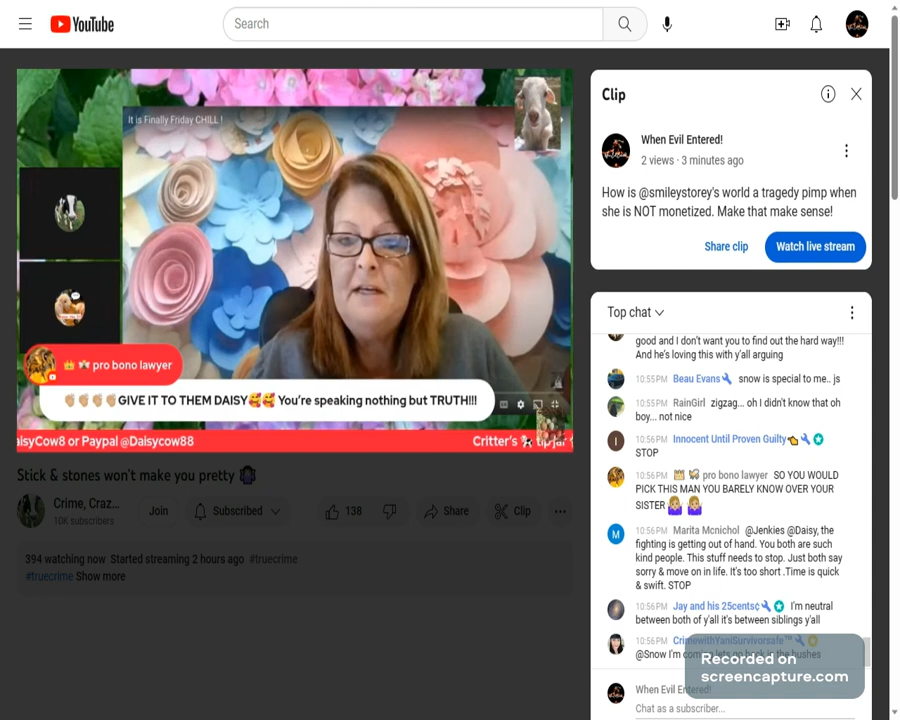 YouTube
Search
It is Finally Friday CHILL !
pro bono lawyer
GIVE IT TO THEM DAISY You're speaking nothing but TRUTH!!!
aisyCow8 or Paypal @Daisycow88
Critter's tip jar
Stick & stones won't make you pretty
Crime, Craz...
10K subscribers
Join
Subscribed
138
Share
Clip
394 watching now Started streaming 2 hours ago #truecrime
#truecrime Show more
Clip
When Evil Entered!
2 views · 3 minutes ago
How is @smileystorey's world a tragedy pimp when
she is NOT monetized. Make that make sense!
Share clip
Watch live stream
Top chat
good and I don't want you to find out the hard way!!!
And he's loving this with y'all arguing
10:55PM Beau Evans snow is special to me.. js
10:55PM RainGirl zigzag... oh I didn't know that oh
boy... not nice
10:56PM Innocent Until Proven Guilty
STOP
10:56PM pro bono lawyer SO YOU WOULD
PICK THIS MAN YOU BARELY KNOW OVER YOUR
SISTER
M
10:56PM Marita Mcnichol @Jenkies @Daisy, the
fighting is getting out of hand. You both are such
kind people. This stuff needs to stop. Just both say
sorry & move on in life. It's too short .Time is quick
& swift. STOP
10:56PM Jay and his 25cents¢ I'm neutral
between both of y'all it's between siblings y'all
10:56PM CrimewithYaniSurvivorsafe™
@Snow I'm coming lets go back in the bushes
Recorded on
screencapture.com
When Evil Entered!
Chat as a subscriber...